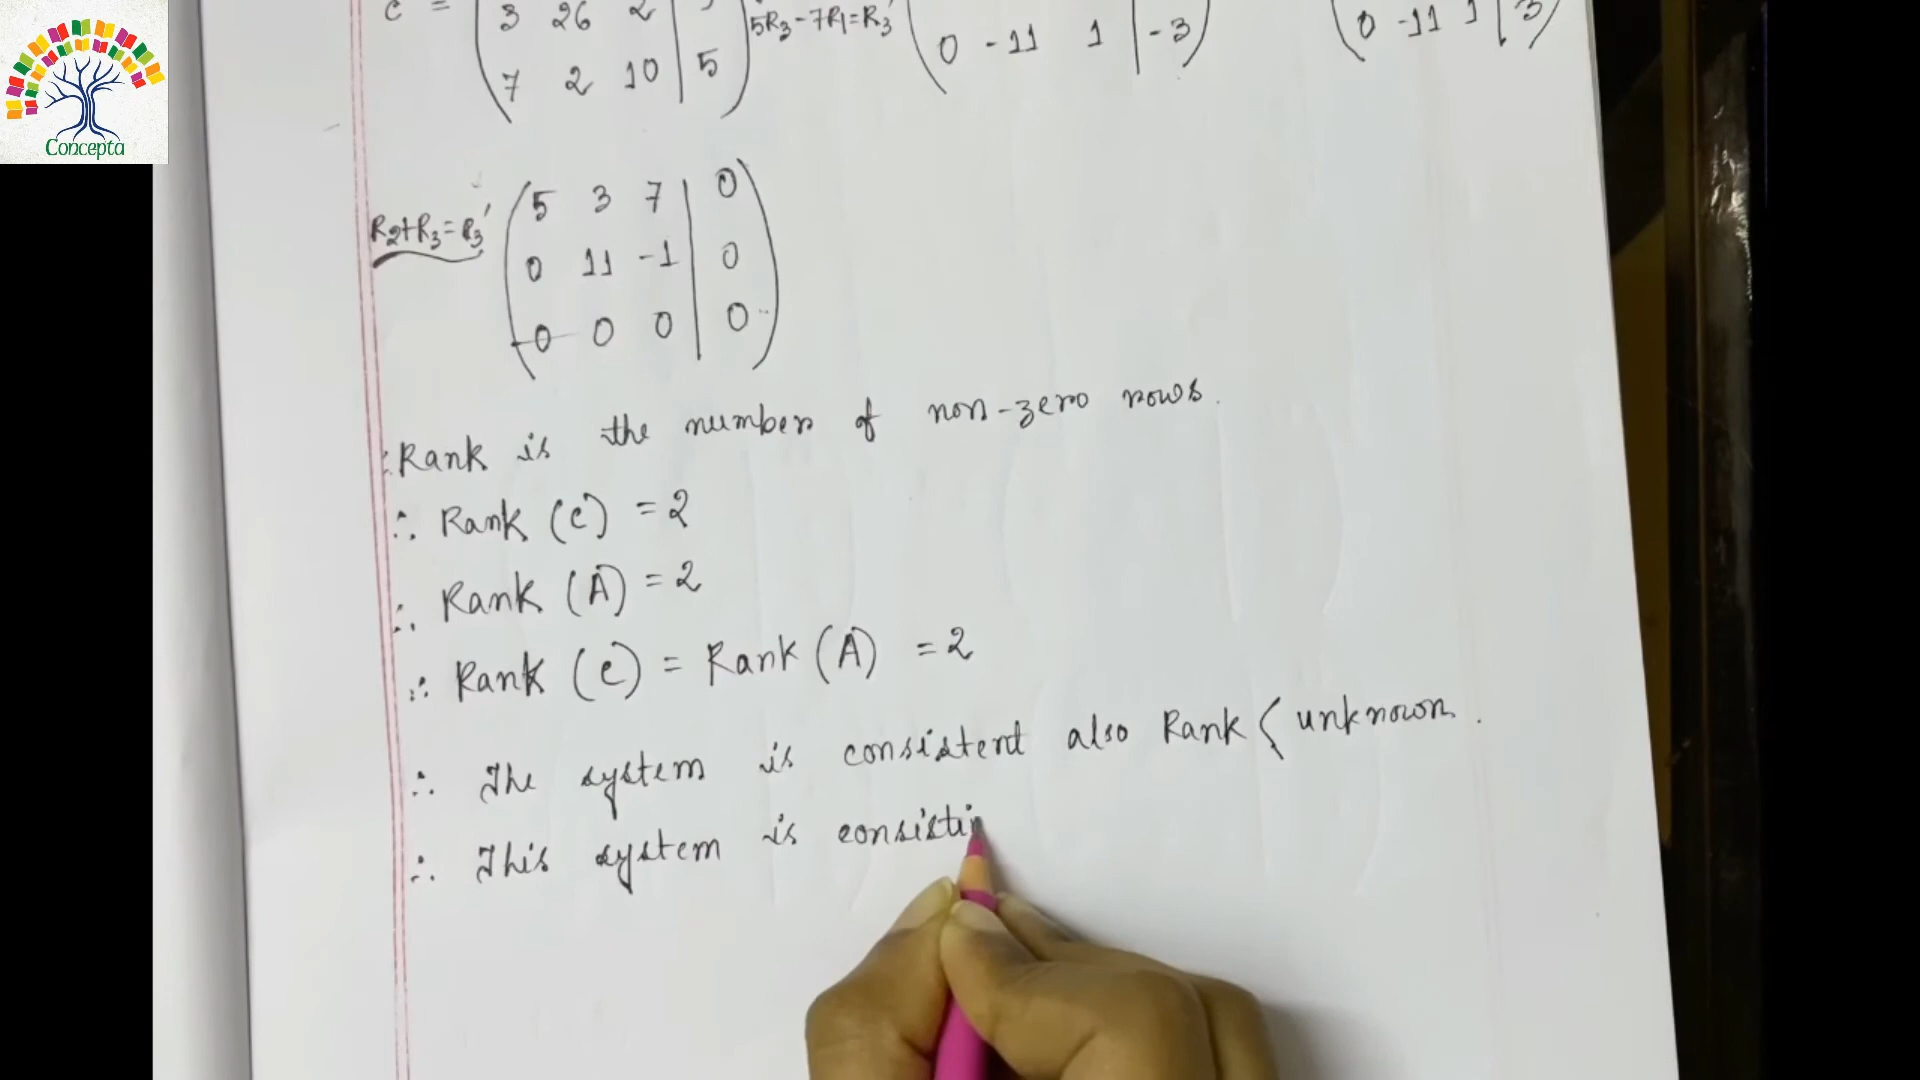 Concepta
C = 3 26 2
7 2 10 | 5
5R3-7R1=R3'
0 -11 1 | -3
0 -11 1 | 3
R2+R3=R3'
5 3 7 | 0
0 11 -1 | 0
0 0 0 | 0
Rank is the number of non-zero rows.
∴ Rank (C) = 2
∴ Rank (A) = 2
∴ Rank (C) = Rank (A) = 2
∴ The system is consistent also Rank < unknown.
∴ This system is consisti